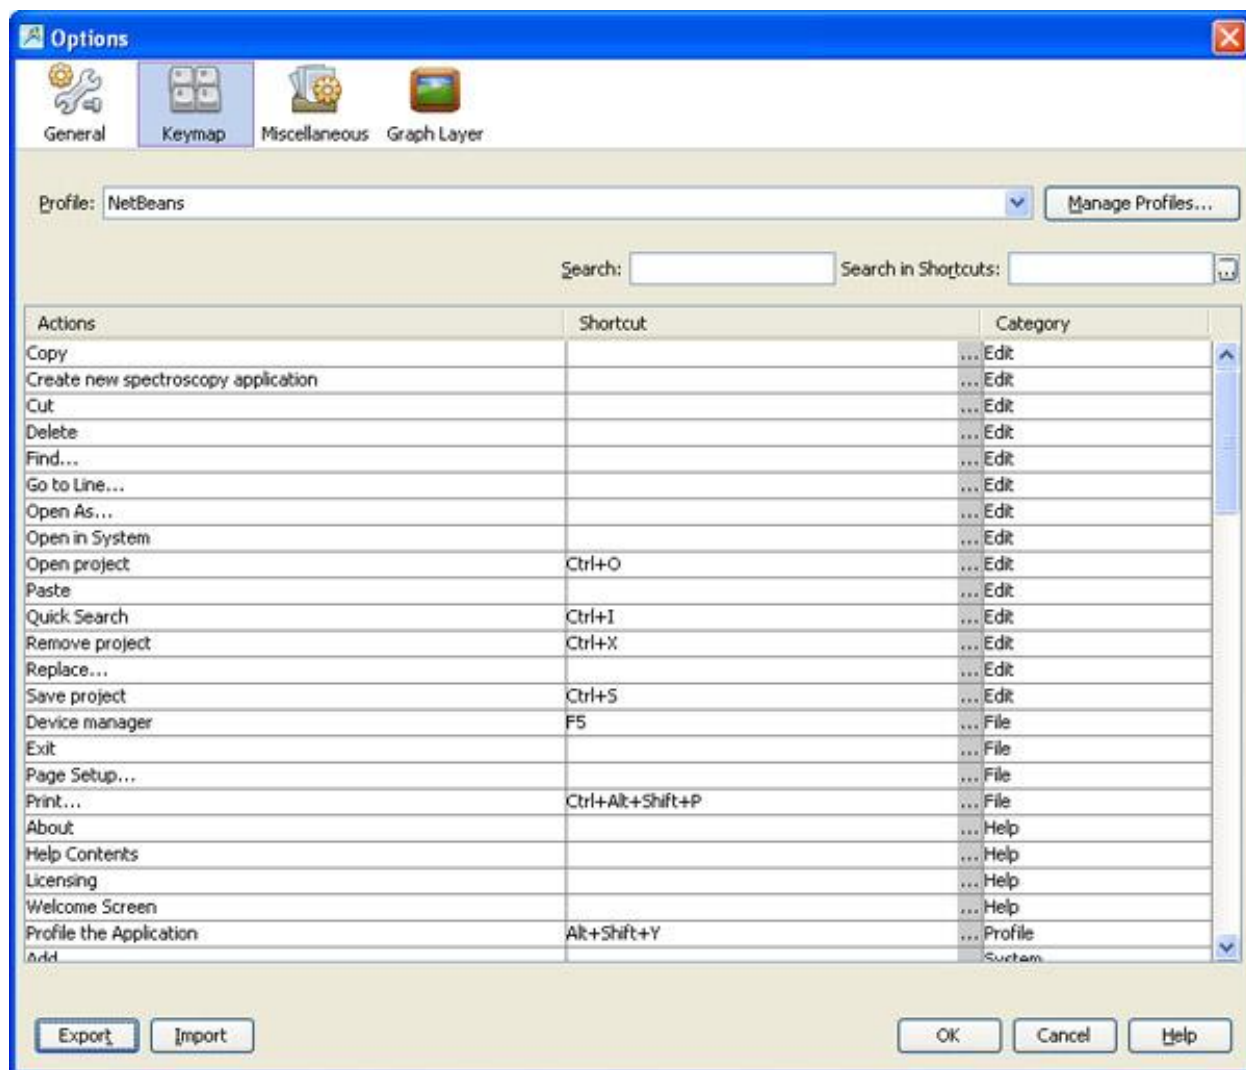 Options
General Keymap Miscellaneous Graph Layer
Profile: NetBeans Manage Profiles...
Search: Search in Shortcuts: ...
Actions Shortcut Category
Copy ... Edit
Create new spectroscopy application ... Edit
Cut ... Edit
Delete ... Edit
Find... ... Edit
Go to Line... ... Edit
Open As... ... Edit
Open in System ... Edit
Open project Ctrl+O ... Edit
Paste ... Edit
Quick Search Ctrl+I ... Edit
Remove project Ctrl+X ... Edit
Replace... ... Edit
Save project Ctrl+S ... Edit
Device manager F5 ... File
Exit ... File
Page Setup... ... File
Print... Ctrl+Alt+Shift+P ... File
About ... Help
Help Contents ... Help
Licensing ... Help
Welcome Screen ... Help
Profile the Application Alt+Shift+Y ... Profile
Add System
Export Import OK Cancel Help